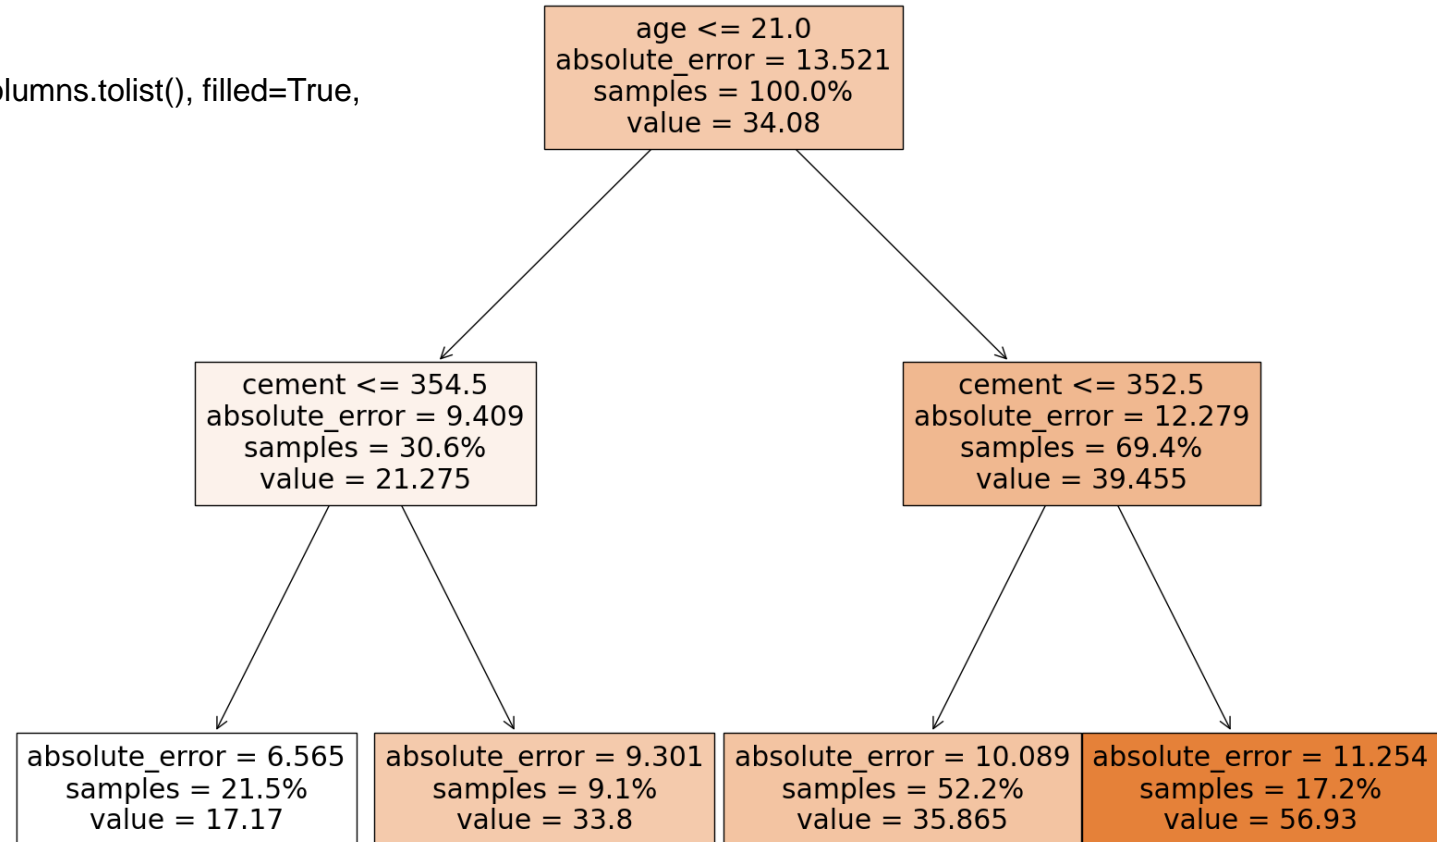 age <= 21.0
absolute_error = 13.521
samples = 100.0%
value = 34.08
olumns.tolist(), filled=True,
cement <= 354.5
absolute_error = 9.409
samples = 30.6%
value = 21.275
cement <= 352.5
absolute_error = 12.279
samples = 69.4%
value = 39.455
absolute_error = 6.565
samples = 21.5%
value = 17.17
absolute_error = 9.301
samples = 9.1%
value = 33.8
absolute_error = 10.089
samples = 52.2%
value = 35.865
absolute_error = 11.254
samples = 17.2%
value = 56.93